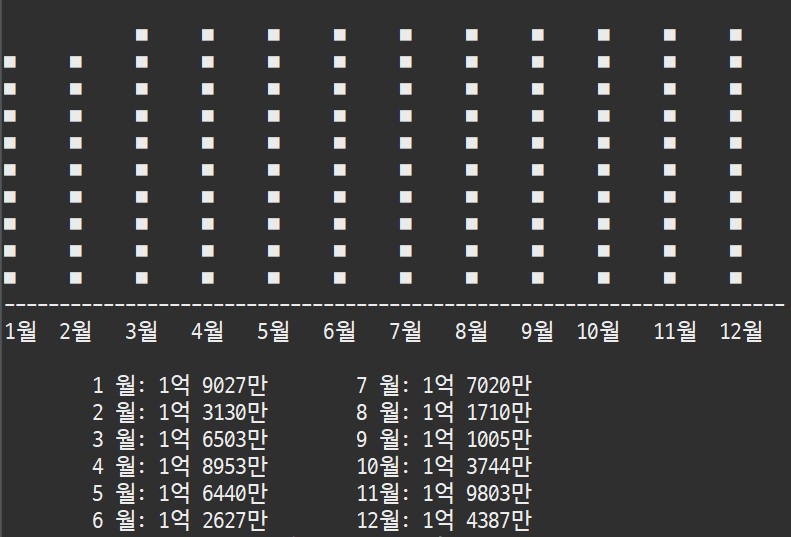 1월 2월 3월 4월 5월 6월 7월 8월 9월 10월 11월 12월
1 월: 1억 9027만 7 월: 1억 7020만
2 월: 1억 3130만 8 월: 1억 1710만
3 월: 1억 6503만 9 월: 1억 1005만
4 월: 1억 8953만 10월: 1억 3744만
5 월: 1억 6440만 11월: 1억 9803만
6 월: 1억 2627만 12월: 1억 4387만